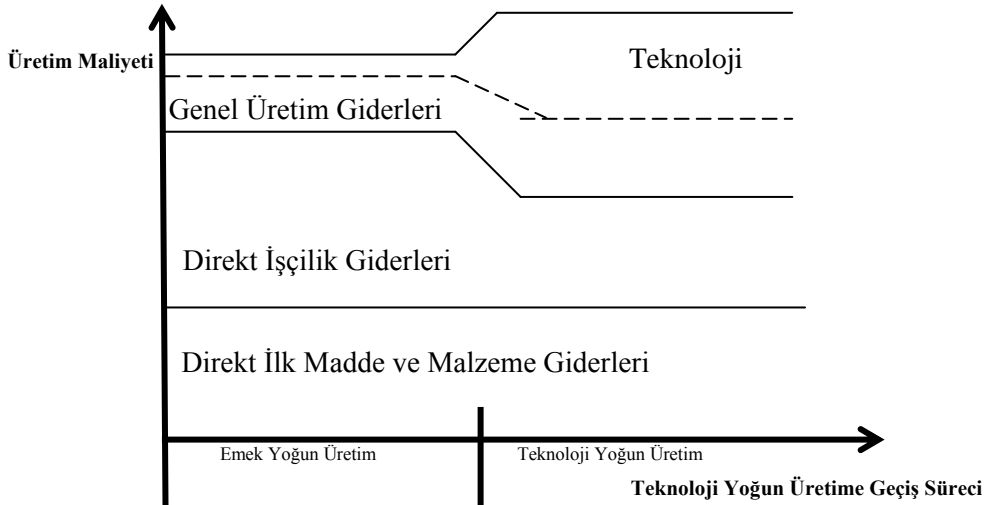 Üretim Maliyeti
Teknoloji
Genel Üretim Giderleri
Direkt İşçilik Giderleri
Direkt İlk Madde ve Malzeme Giderleri
Emek Yoğun Üretim
Teknoloji Yoğun Üretim
Teknoloji Yoğun Üretime Geçiş Süreci